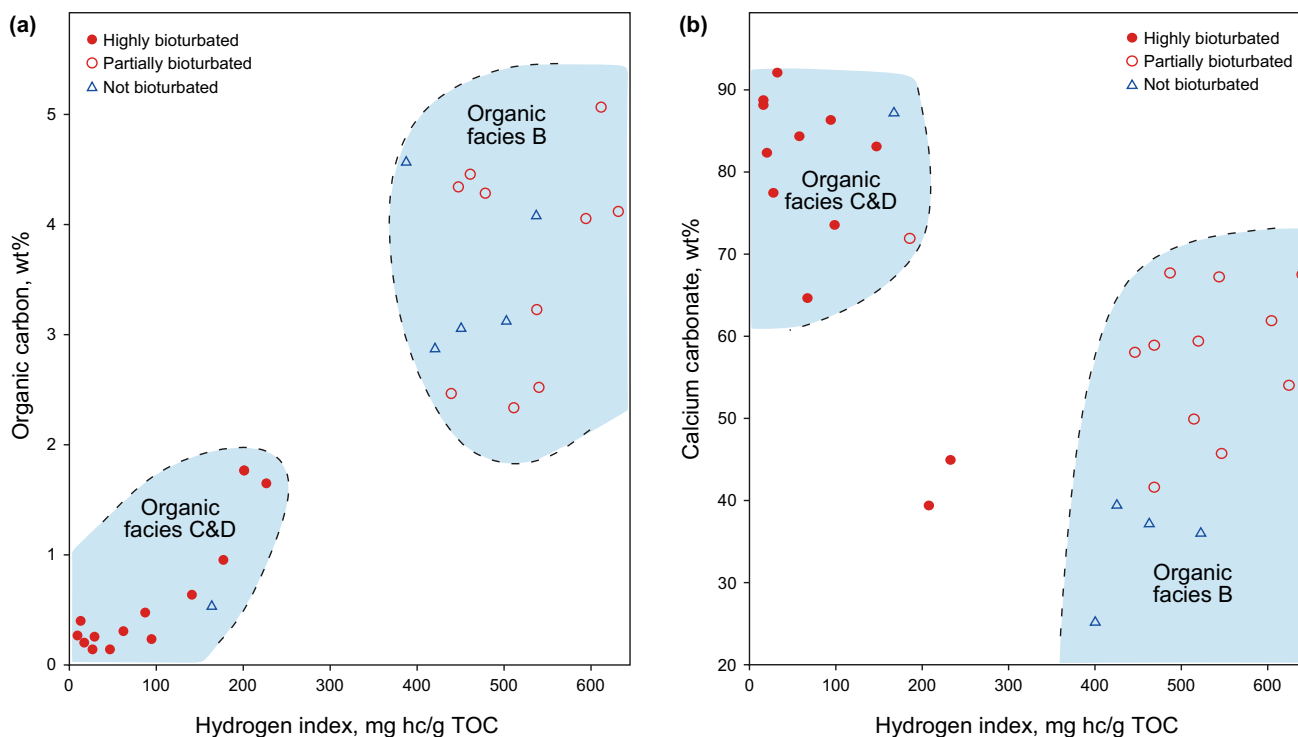 (a)
Highly bioturbated
Partially bioturbated
Not bioturbated
Organic
facies B
Organic
facies C&D
Organic carbon, wt%
5
4
3
2
1
0
0 100 200 300 400 500 600
Hydrogen index, mg hc/g TOC
(b)
Highly bioturbated
Partially bioturbated
Not bioturbated
Organic
facies C&D
Organic
facies B
Calcium carbonate, wt%
90
80
70
60
50
40
30
20
0 100 200 300 400 500 600
Hydrogen index, mg hc/g TOC